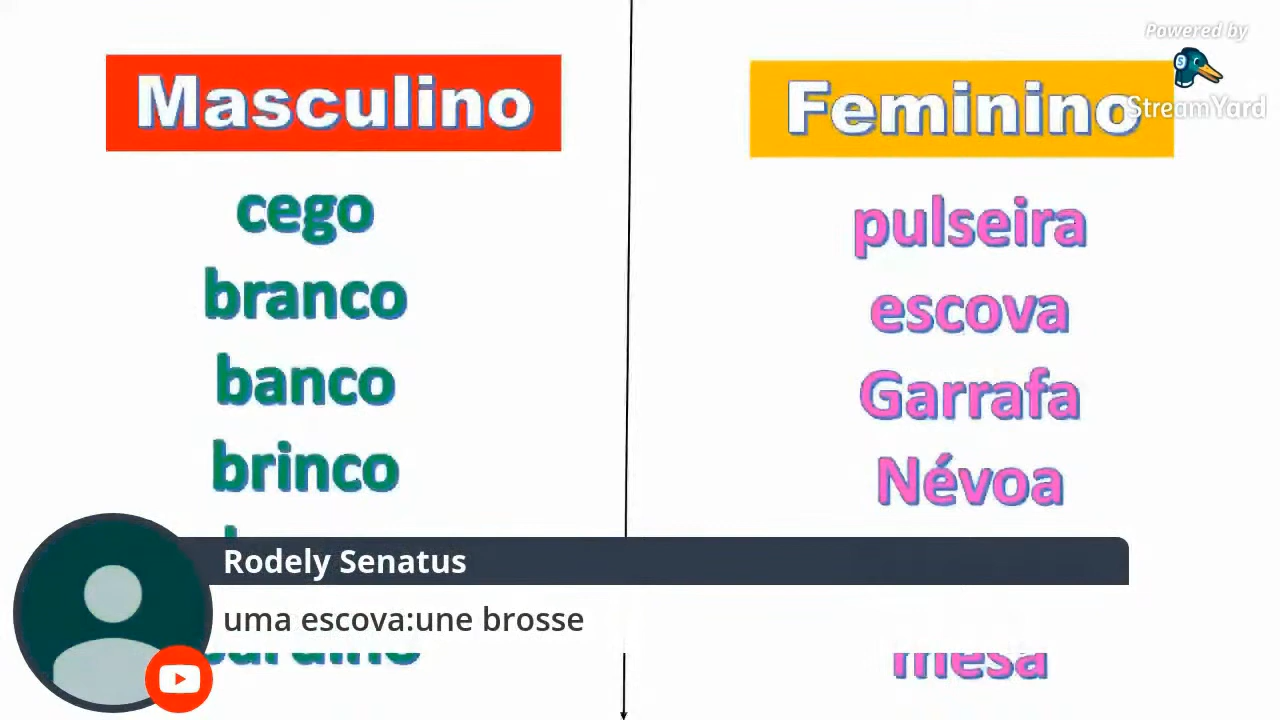 Powered by
StreamYard
Masculino
Feminino
cego
branco
banco
brinco
pulseira
escova
Garrafa
Névoa
mesa
Rodely Senatus
uma escova:une brosse